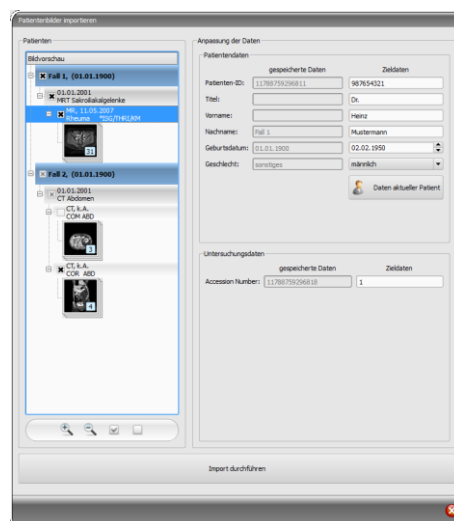 Patientenbilder importieren
Patienten
Bildvorschau
Fall 1, (01.01.1900)
01.01.2001
MRT Sakroiliakalgelenke
MR, 11.05.2007
Rheuma *ISG/THR1/KM
31
Fall 2, (01.01.1900)
01.01.2001
CT Abdomen
CT, k.A.
COM ABD
3
CT, k.A.
COR ABD
4
Anpassung der Daten
Patientendaten
gespeicherte Daten Zieldaten
Patienten-ID: 11788759296811 987654321
Titel: Dr.
Vorname: Heinz
Nachname: Fall 1 Mustermann
Geburtsdatum: 01.01.1900 02.02.1950
Geschlecht: sonstiges männlich
Daten aktueller Patient
Untersuchungsdaten
gespeicherte Daten Zieldaten
Accession Number: 11788759296818 1
Import durchführen